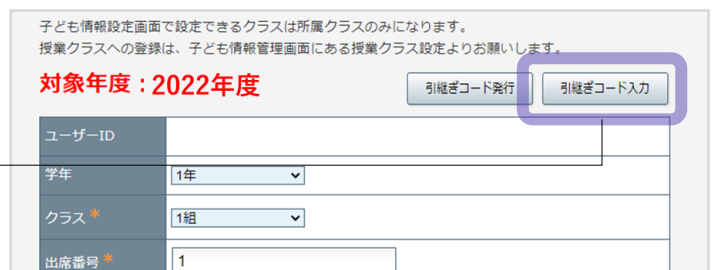 子ども情報設定画面で設定できるクラスは所属クラスのみになります。
授業クラスへの登録は、子ども情報管理画面にある授業クラス設定よりお願いします。
対象年度：2022年度
引継ぎコード発行
引継ぎコード入力
ユーザーID
学年
1年
クラス*
1組
出席番号*
1